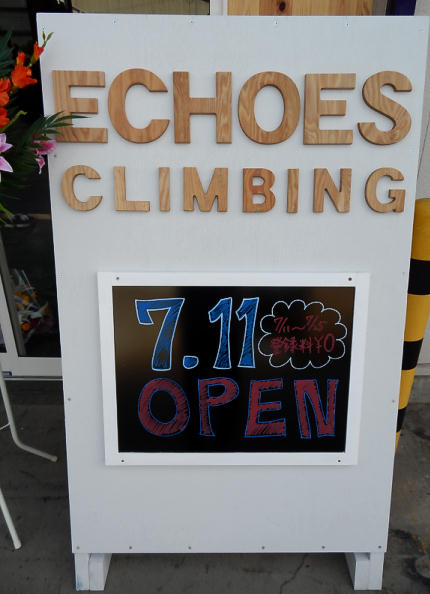 ECHOES
CLIMBING
7.11
7/11～7/15
登録料¥0
OPEN